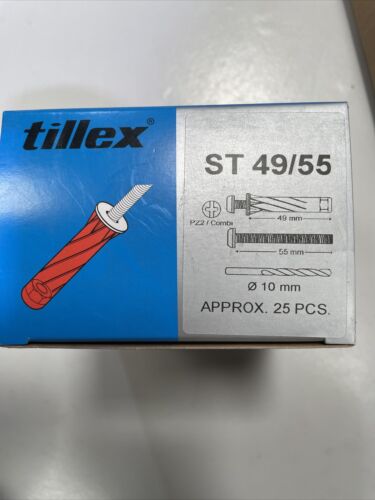 tillex®
ST 49/55
49 mm
PZ2 / Combi
55 mm
Ø 10 mm
APPROX. 25 PCS.